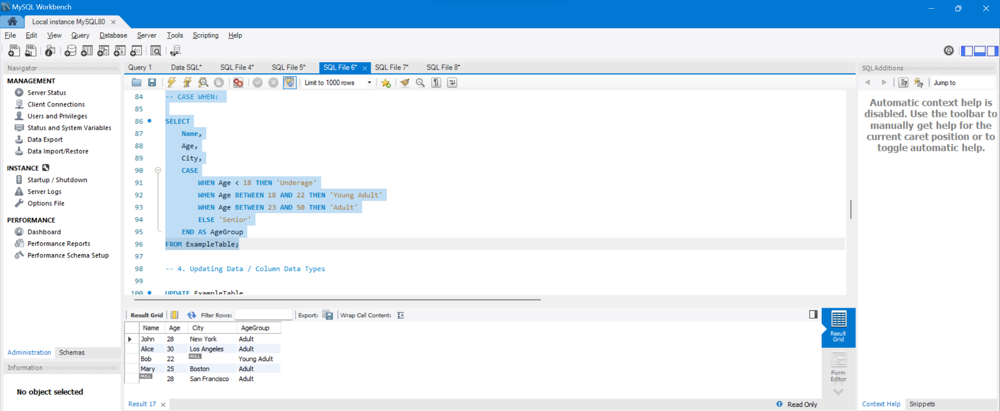 MySQL Workbench
Local instance MySQL80
File Edit View Query Database Server Tools Scripting Help
Navigator
MANAGEMENT
Server Status
Client Connections
Users and Privileges
Status and System Variables
Data Export
Data Import/Restore
INSTANCE
Startup / Shutdown
Server Logs
Options File
PERFORMANCE
Dashboard
Performance Reports
Performance Schema Setup
Administration Schemas
Information
No object selected
Query 1 Data SQL* SQL File 4* SQL File 5* SQL File 6* SQL File 7* SQL File 8*
Limit to 1000 rows
84 -- CASE WHEN:
85
86 SELECT
87 Name,
88 Age,
89 City,
90 CASE
91 WHEN Age < 18 THEN 'Underage'
92 WHEN Age BETWEEN 18 AND 22 THEN 'Young Adult'
93 WHEN Age BETWEEN 23 AND 50 THEN 'Adult'
94 ELSE 'Senior'
95 END AS AgeGroup
96 FROM ExampleTable;
97
98 -- 4. Updating Data / Column Data Types
99
100 UPDATE ExampleTable
Result Grid Filter Rows: Export: Wrap Cell Content:
Name Age City AgeGroup
John 28 New York Adult
Alice 30 Los Angeles Adult
Bob 22 NULL Young Adult
Mary 25 Boston Adult
NULL 28 San Francisco Adult
Result Grid
Form Editor
Result 17
Read Only
SQLAdditions
Jump to
Automatic context help is
disabled. Use the toolbar to
manually get help for the
current caret position or to
toggle automatic help.
Context Help Snippets